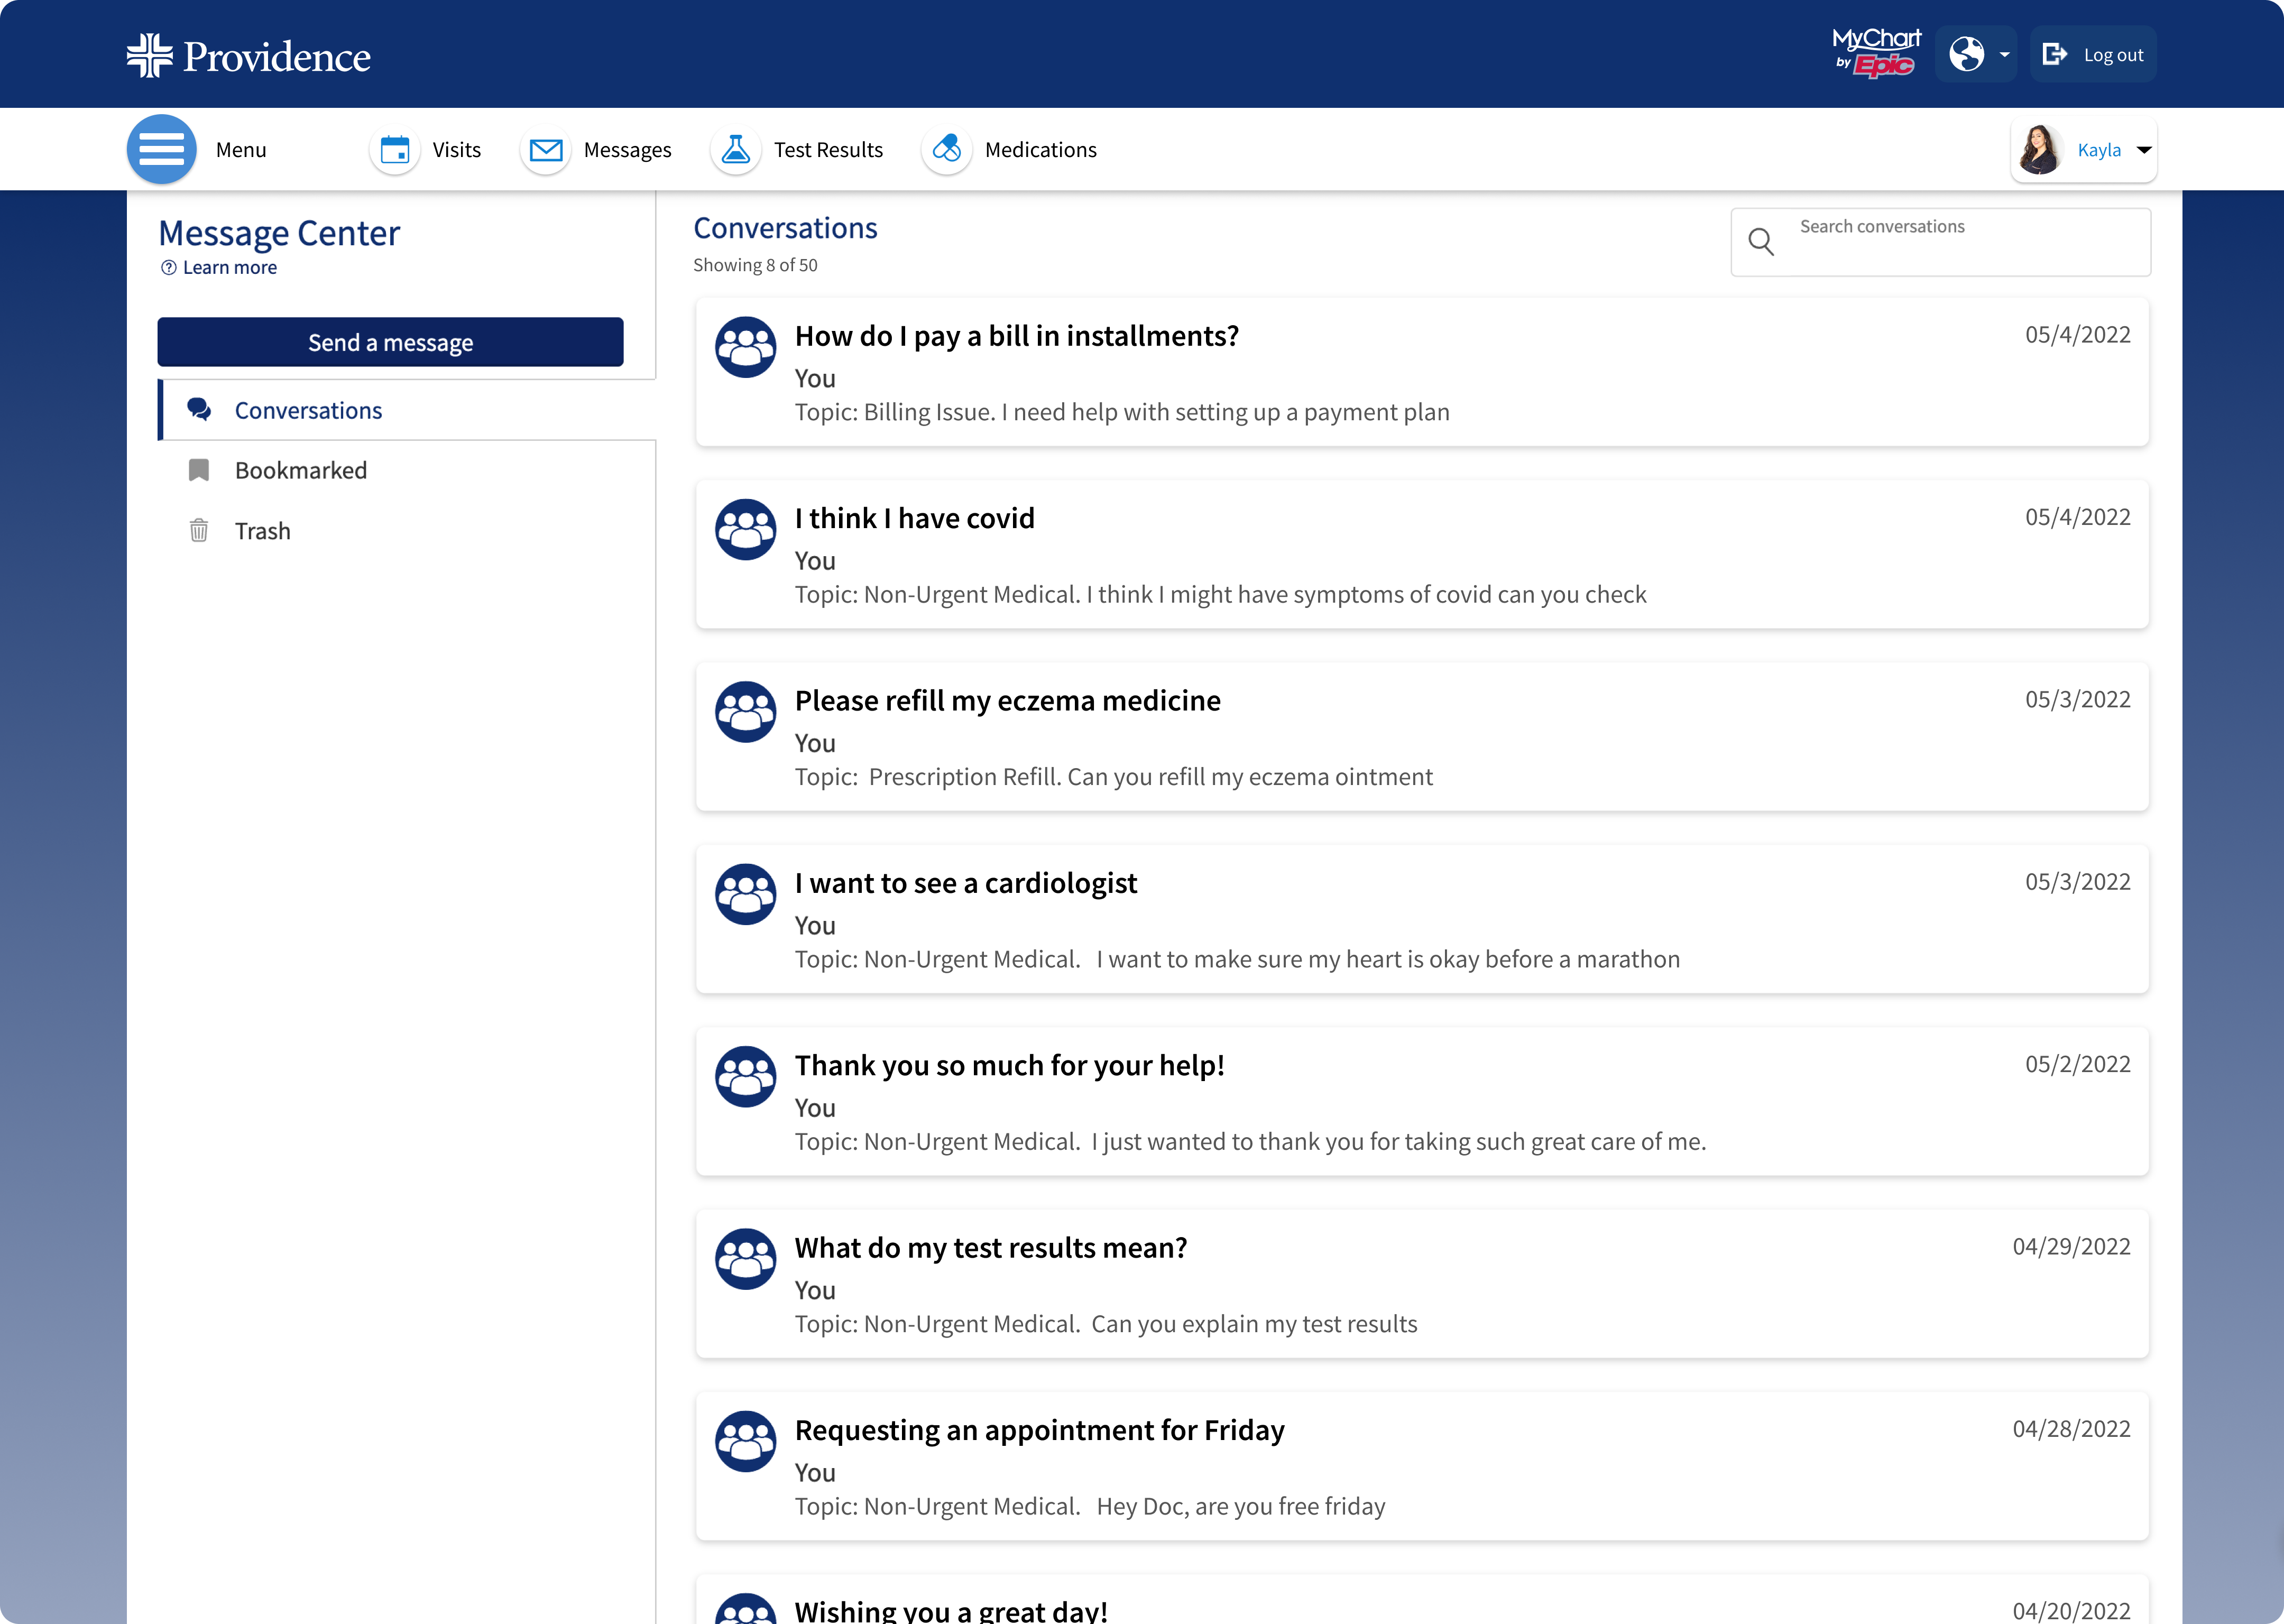 Providence
MyChart
by Epic
Log out
Menu
Visits
Messages
Test Results
Medications
Kayla
Message Center
Learn more
Send a message
Conversations
Bookmarked
Trash
Conversations
Showing 8 of 50
Search conversations
How do I pay a bill in installments?
05/4/2022
You
Topic: Billing Issue. I need help with setting up a payment plan
I think I have covid
05/4/2022
You
Topic: Non-Urgent Medical. I think I might have symptoms of covid can you check
Please refill my eczema medicine
05/3/2022
You
Topic:  Prescription Refill. Can you refill my eczema ointment
I want to see a cardiologist
05/3/2022
You
Topic: Non-Urgent Medical.   I want to make sure my heart is okay before a marathon
Thank you so much for your help!
05/2/2022
You
Topic: Non-Urgent Medical.  I just wanted to thank you for taking such great care of me.
What do my test results mean?
04/29/2022
You
Topic: Non-Urgent Medical.  Can you explain my test results
Requesting an appointment for Friday
04/28/2022
You
Topic: Non-Urgent Medical.   Hey Doc, are you free friday
Wishing you a great day!
04/20/2022